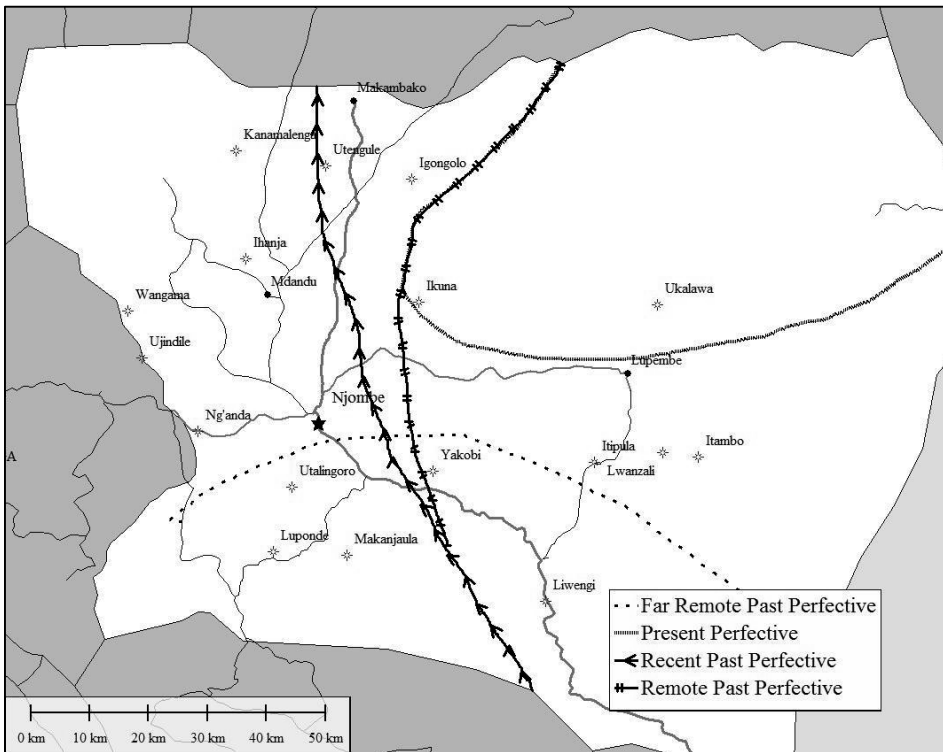 Makambako
Kanamalenga
Utengule
Igongolo
Ihanja
Mdandu
Wangama
Ikuna
Ukalawa
Ujindile
Lupembe
Njombe
Ng'anda
A
Yakobi
Itipula
Itambo
Lwanzali
Utalingoro
Luponde
Makanjaula
Liwengi
Far Remote Past Perfective
Present Perfective
Recent Past Perfective
Remote Past Perfective
0 km 10 km 20 km 30 km 40 km 50 km